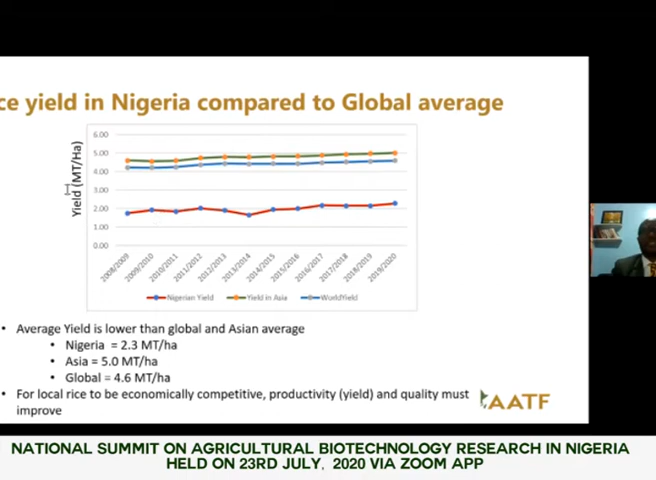 ce yield in Nigeria compared to Global average
Yield (MT/Ha)
6.00
5.00
4.00
3.00
2.00
1.00
0.00
2008/2009
2009/2010
2010/2011
2011/2012
2012/2013
2013/2014
2014/2015
2015/2016
2016/2017
2017/2018
2018/2019
2019/2020
Nigerian Yield
Yield in Asia
WorldYield
• Average Yield is lower than global and Asian average
• Nigeria = 2.3 MT/ha
• Asia = 5.0 MT/ha
• Global = 4.6 MT/ha
• For local rice to be economically competitive, productivity (yield) and quality must
improve
AATF
NATIONAL SUMMIT ON AGRICULTURAL BIOTECHNOLOGY RESEARCH IN NIGERIA
HELD ON 23RD JULY, 2020 VIA ZOOM APP